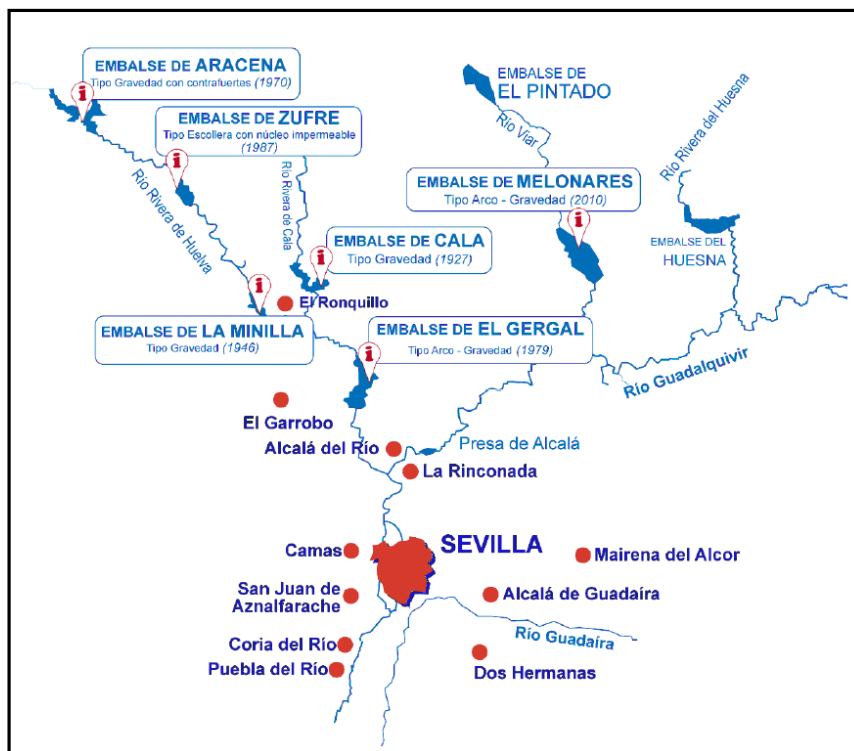 EMBALSE DE ARACENA
Tipo Gravedad con contrafuertes (1970)
EMBALSE DE
EL PINTADO
EMBALSE DE ZUFRE
Tipo Escollera con núcleo impermeable
(1987)
Río Viar
Río Rivera del Huesna
Río Rivera de Huelva
Río Rivera de Cala
EMBALSE DE MELONARES
Tipo Arco - Gravedad (2010)
EMBALSE DE CALA
Tipo Gravedad (1927)
EMBALSE DEL
HUESNA
El Ronquillo
EMBALSE DE LA MINILLA
Tipo Gravedad (1946)
EMBALSE DE EL GERGAL
Tipo Arco - Gravedad (1979)
Río Guadalquivir
El Garrobo
Alcalá del Río
Presa de Alcalá
La Rinconada
SEVILLA
Camas
Mairena del Alcor
San Juan de
Aznalfarache
Alcalá de Guadaíra
Río Guadaíra
Coria del Río
Puebla del Río
Dos Hermanas